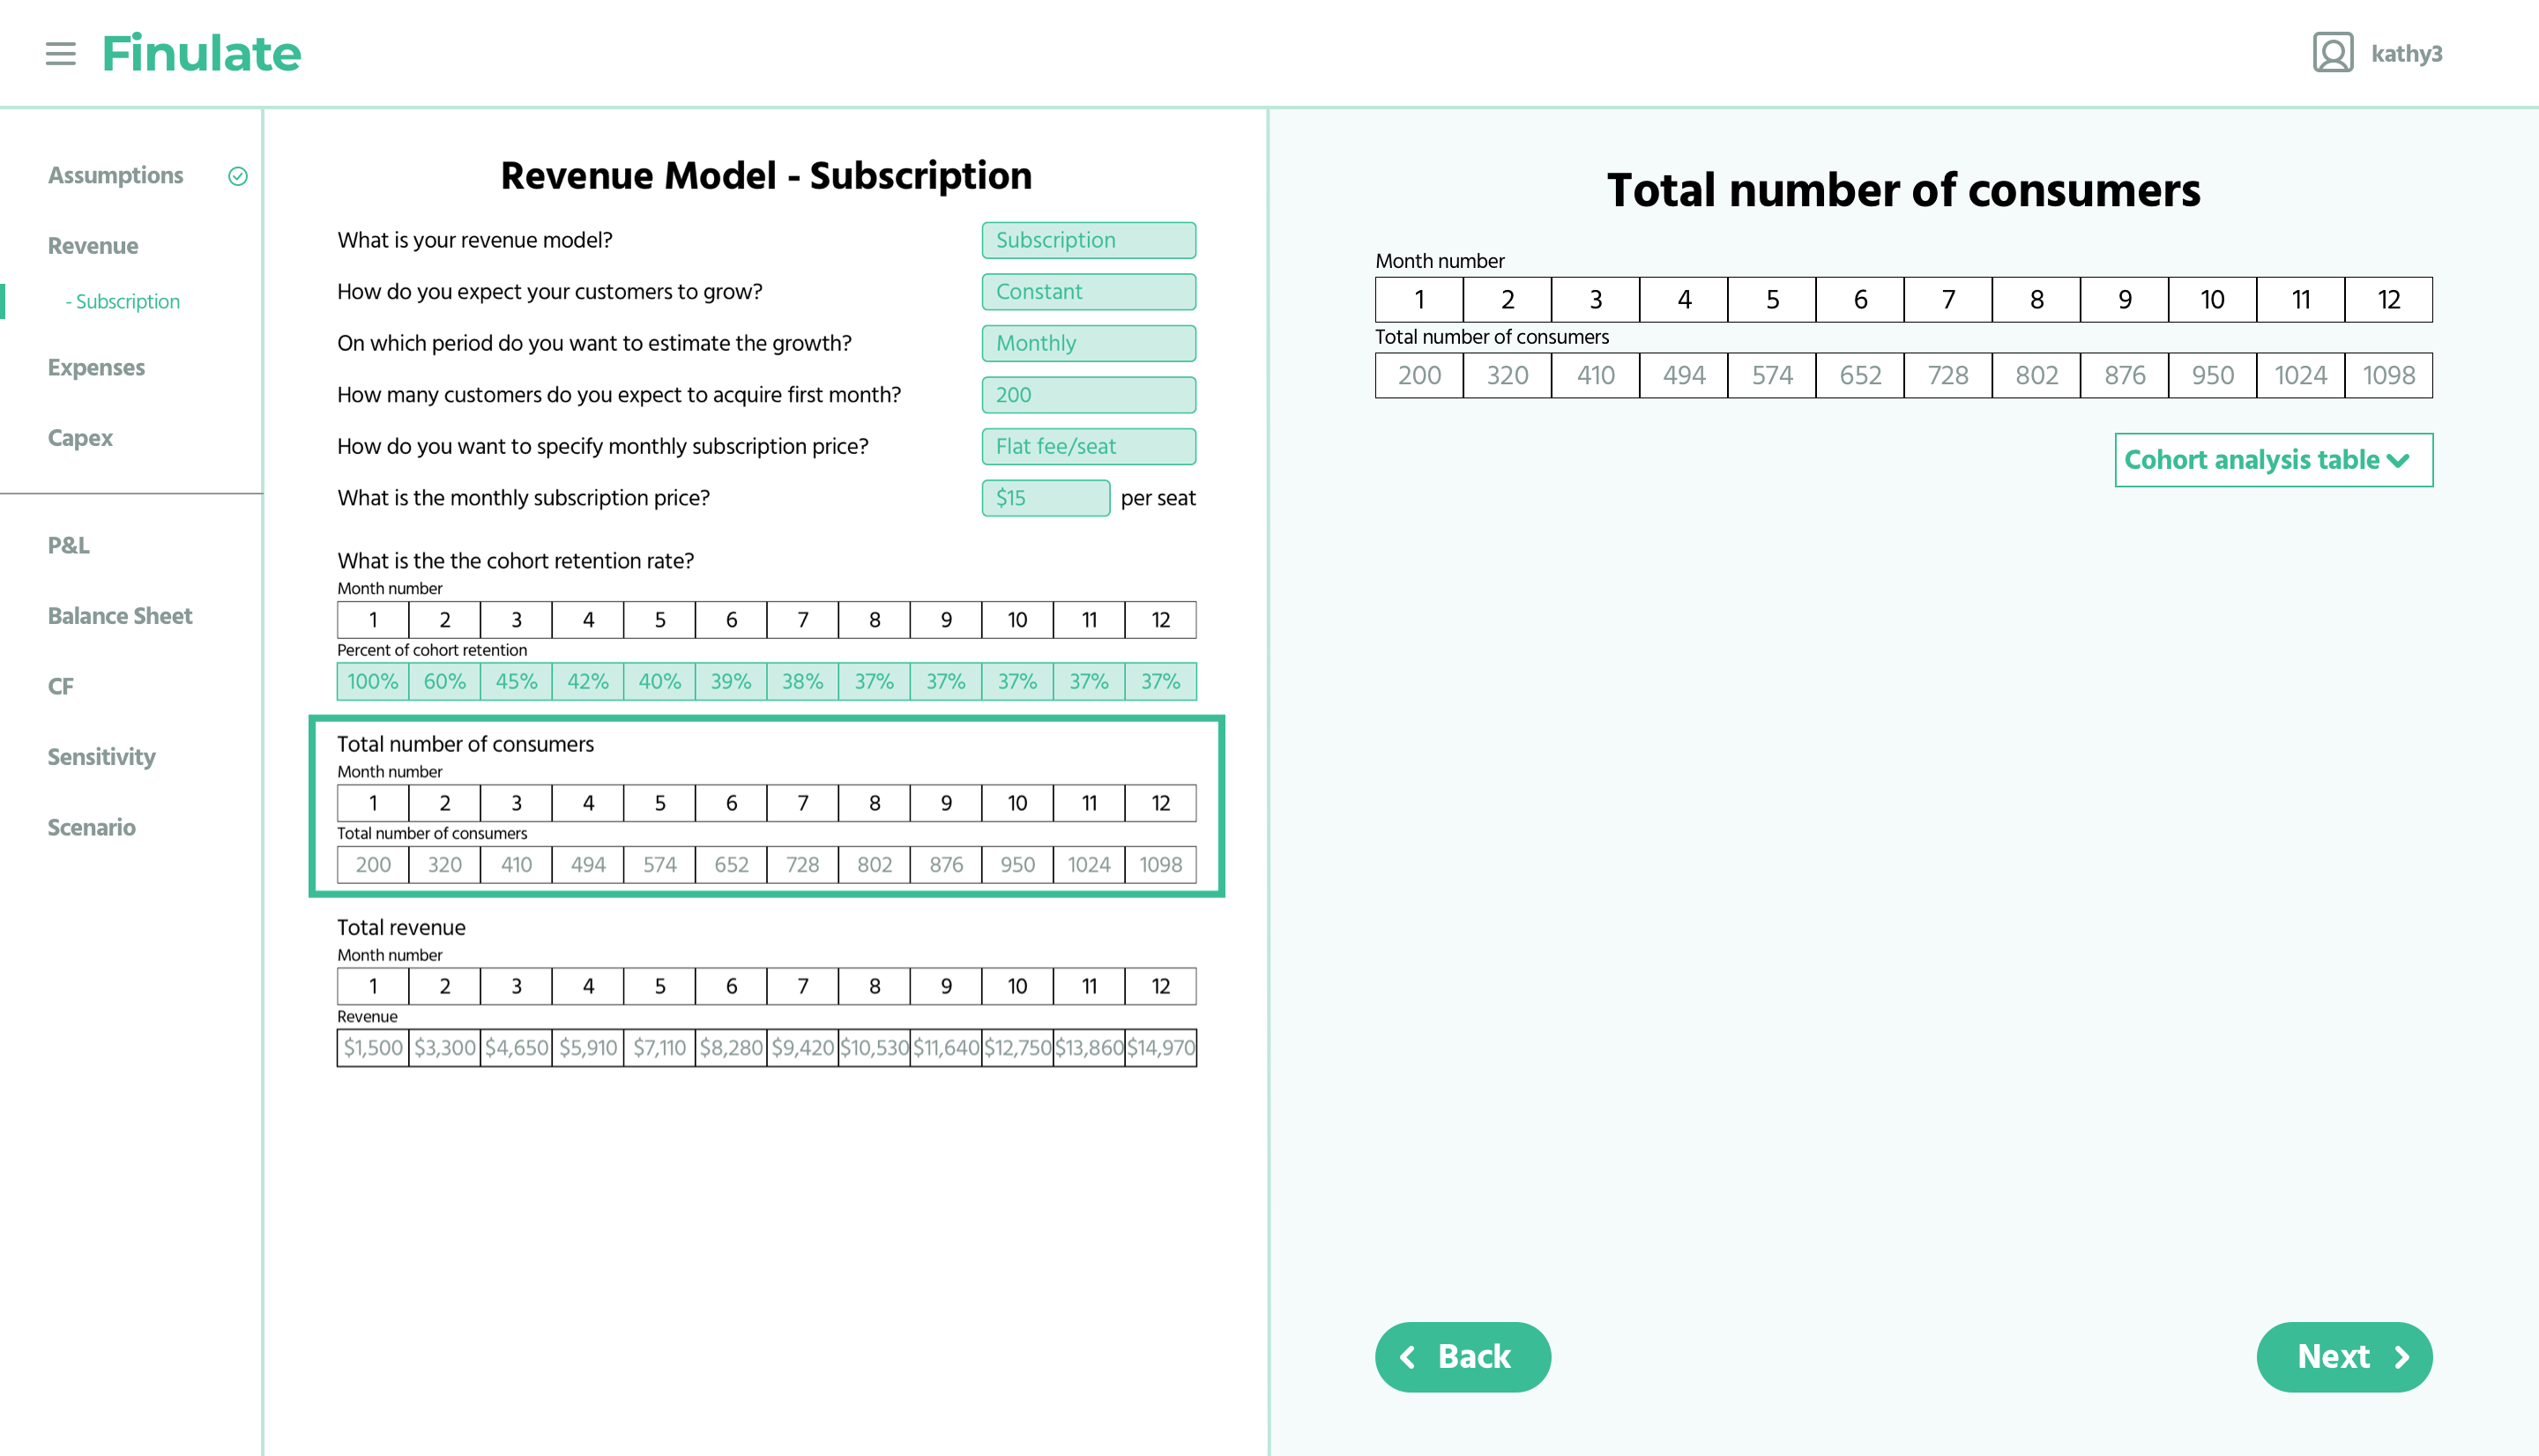 Finulate
kathy3
Assumptions
Revenue
- Subscription
Expenses
Capex
P&L
Balance Sheet
CF
Sensitivity
Scenario
Revenue Model - Subscription
What is your revenue model? Subscription
How do you expect your customers to grow? Constant
On which period do you want to estimate the growth? Monthly
How many customers do you expect to acquire first month? 200
How do you want to specify monthly subscription price? Flat fee/seat
What is the monthly subscription price? $15 per seat
What is the the cohort retention rate?
Month number
1 2 3 4 5 6 7 8 9 10 11 12
Percent of cohort retention
100% 60% 45% 42% 40% 39% 38% 37% 37% 37% 37% 37%
Total number of consumers
Month number
1 2 3 4 5 6 7 8 9 10 11 12
Total number of consumers
200 320 410 494 574 652 728 802 876 950 1024 1098
Total revenue
Month number
1 2 3 4 5 6 7 8 9 10 11 12
Revenue
$1,500 $3,300 $4,650 $5,910 $7,110 $8,280 $9,420 $10,530 $11,640 $12,750 $13,860 $14,970
Total number of consumers
Month number
1 2 3 4 5 6 7 8 9 10 11 12
Total number of consumers
200 320 410 494 574 652 728 802 876 950 1024 1098
Cohort analysis table
Back
Next